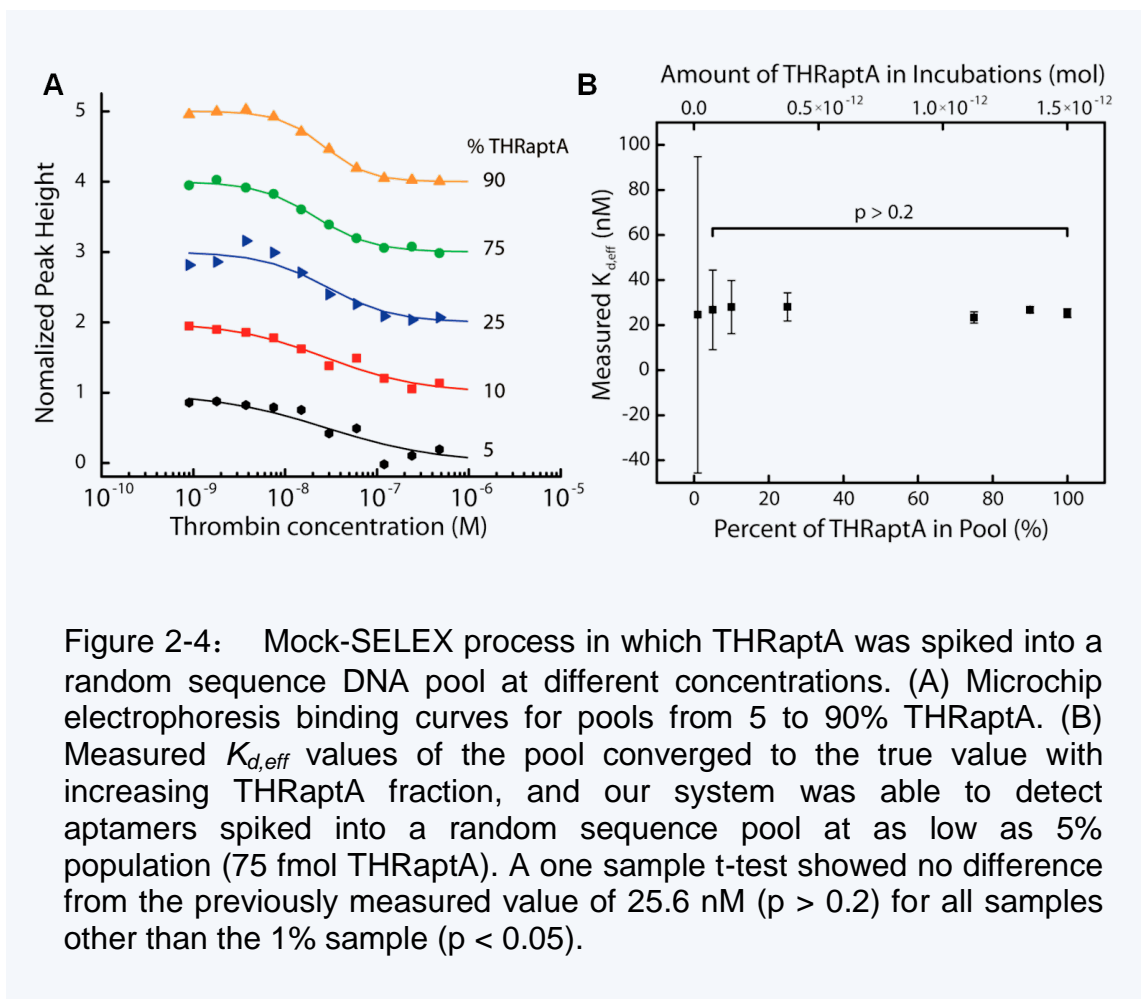 A
5
4
3
2
1
0
Nomalized Peak Height
% THRaptA
90
75
25
10
5
10^-10 10^-9 10^-8 10^-7 10^-6 10^-5
Thrombin concentration (M)
B
Amount of THRaptA in Incubations (mol)
0.0 0.5×10^-12 1.0×10^-12 1.5×10^-12
100
80
60
40
20
0
-20
-40
Measured K_d,eff (nM)
p > 0.2
0 20 40 60 80 100
Percent of THRaptA in Pool (%)
Figure 2-4: Mock-SELEX process in which THRaptA was spiked into a
random sequence DNA pool at different concentrations. (A) Microchip
electrophoresis binding curves for pools from 5 to 90% THRaptA. (B)
Measured K_d,eff values of the pool converged to the true value with
increasing THRaptA fraction, and our system was able to detect
aptamers spiked into a random sequence pool at as low as 5%
population (75 fmol THRaptA). A one sample t-test showed no difference
from the previously measured value of 25.6 nM (p > 0.2) for all samples
other than the 1% sample (p < 0.05).